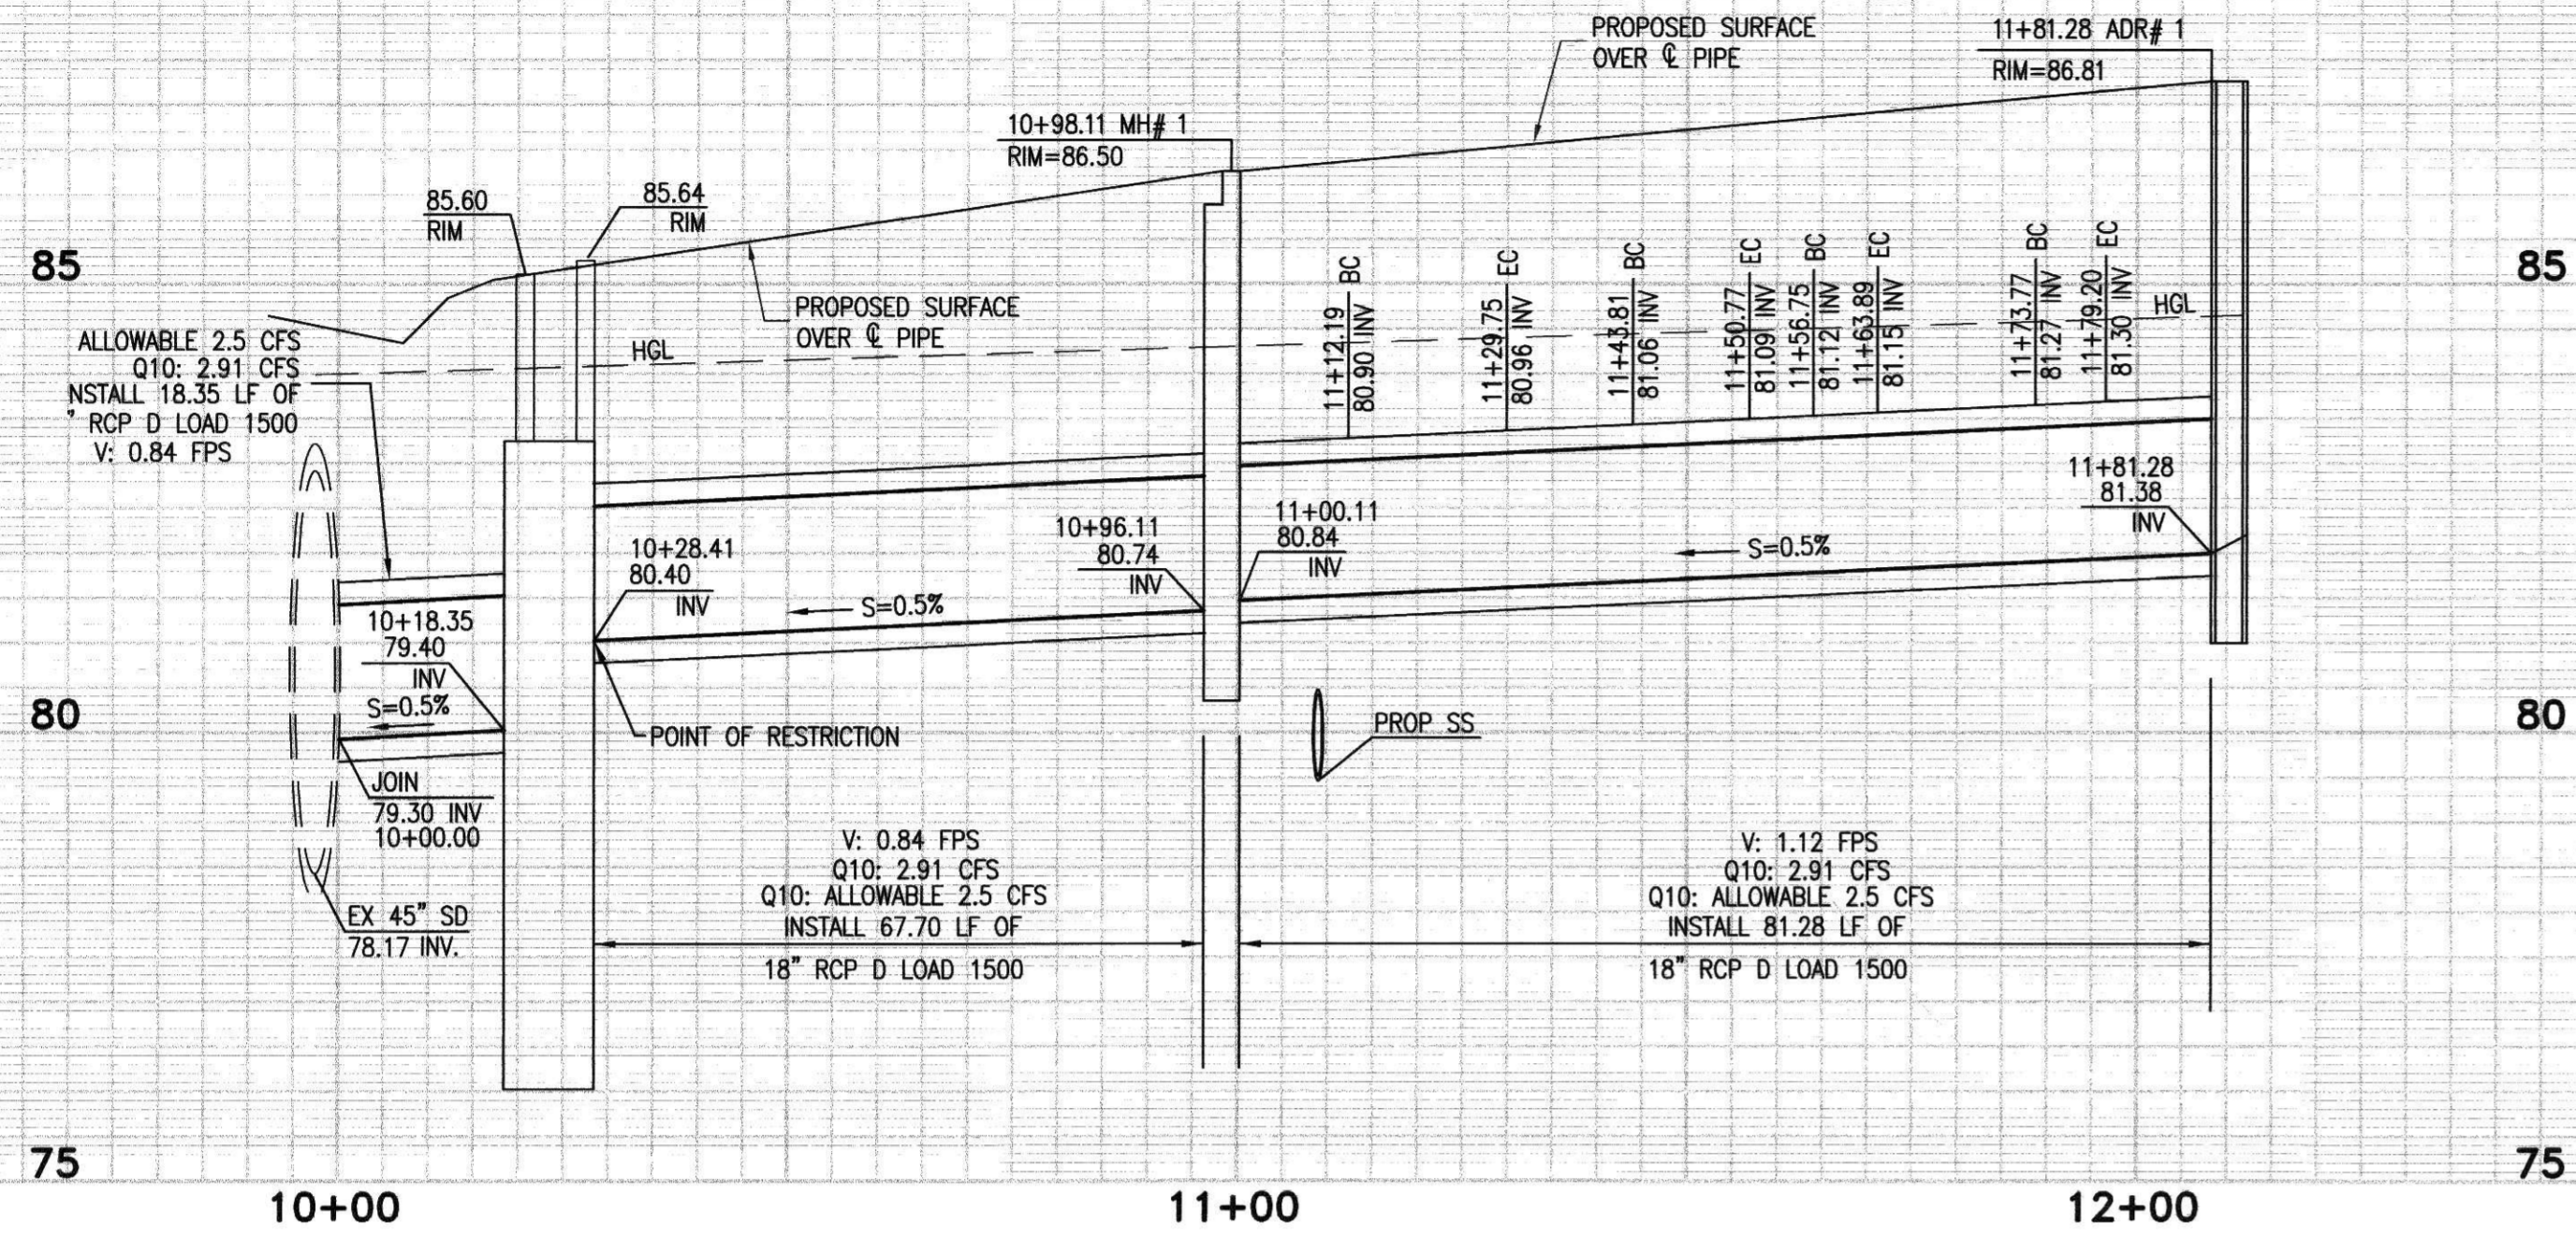 PROPOSED SURFACE
OVER ℄ PIPE
11+81.28 ADR# 1
RIM=86.81
10+98.11 MH# 1
RIM=86.50
85.60
RIM
85.64
RIM
85
85
PROPOSED SURFACE
OVER ℄ PIPE
HGL
HGL
ALLOWABLE 2.5 CFS
Q10: 2.91 CFS
NSTALL 18.35 LF OF
" RCP D LOAD 1500
V: 0.84 FPS
11+12.19 BC
80.90 INV
11+29.75 EC
80.96 INV
11+43.81 BC
81.06 INV
11+50.77 EC
81.09 INV
11+56.75 BC
81.12 INV
11+63.89 EC
81.15 INV
11+73.77 BC
81.27 INV
11+79.20 EC
81.30 INV
11+81.28
81.38
INV
10+28.41
80.40
INV
10+96.11
80.74
INV
11+00.11
80.84
INV
S=0.5%
S=0.5%
10+18.35
79.40
INV
S=0.5%
80
80
POINT OF RESTRICTION
PROP SS
JOIN
79.30 INV
10+00.00
EX 45" SD
78.17 INV.
V: 0.84 FPS
Q10: 2.91 CFS
Q10: ALLOWABLE 2.5 CFS
INSTALL 67.70 LF OF
18" RCP D LOAD 1500
V: 1.12 FPS
Q10: 2.91 CFS
Q10: ALLOWABLE 2.5 CFS
INSTALL 81.28 LF OF
18" RCP D LOAD 1500
75
75
10+00
11+00
12+00